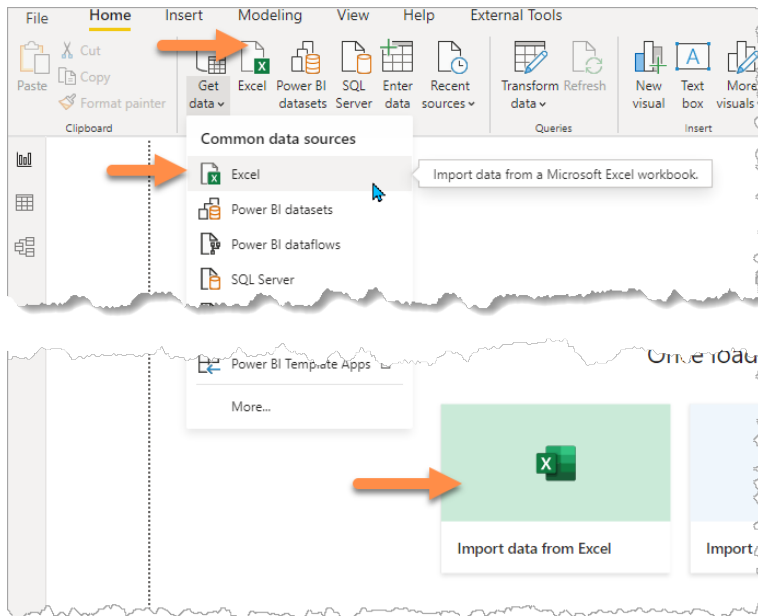 File Home Insert Modeling View Help External Tools
Paste
Cut
Copy
Format painter
Clipboard
Get data
Excel
Power BI datasets
SQL Server
Enter data
Recent sources
Transform data
Refresh
Queries
New visual
Text box
More visuals
Insert
Common data sources
Excel
Import data from a Microsoft Excel workbook.
Power BI datasets
Power BI dataflows
SQL Server
Power BI Template Apps
More...
Once load
Import data from Excel
Import